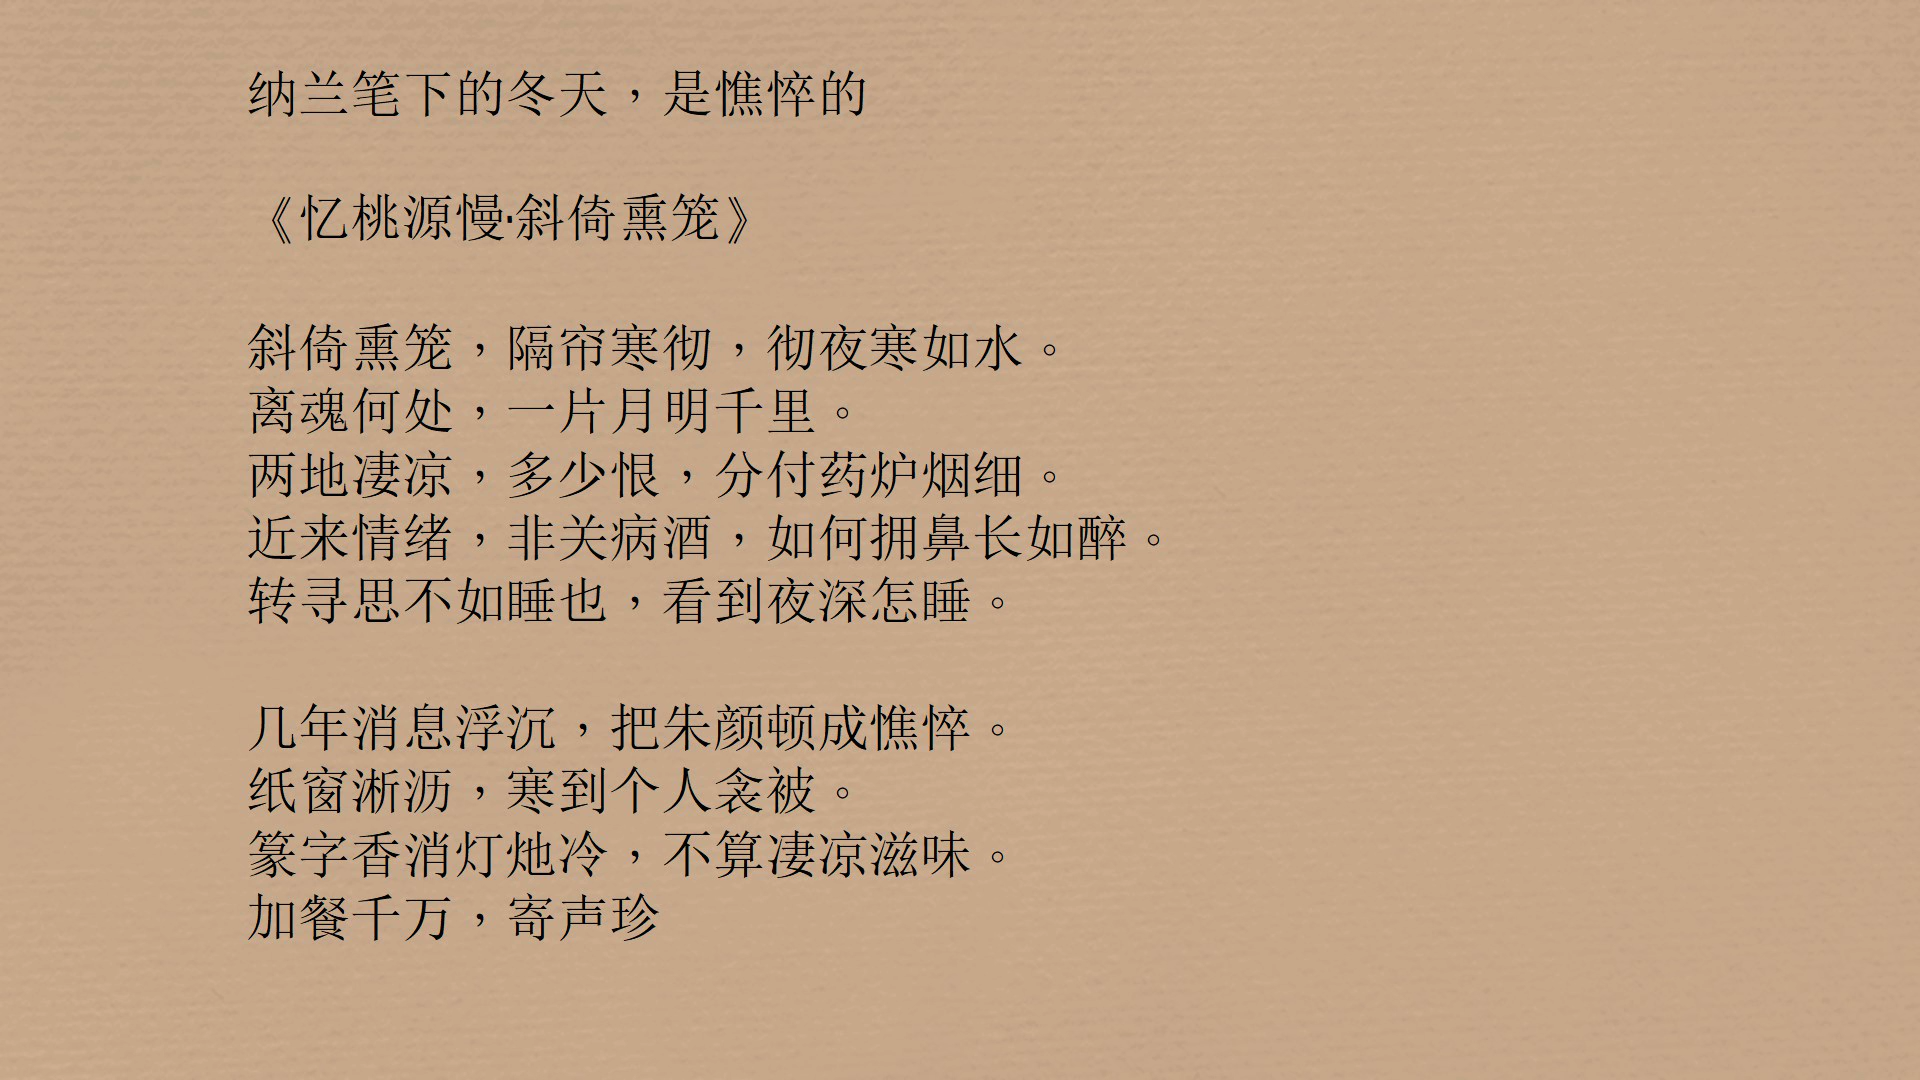 纳兰笔下的冬天，是憔悴的
《忆桃源慢·斜倚熏笼》
斜倚熏笼，隔帘寒彻，彻夜寒如水。
离魂何处，一片月明千里。
两地凄凉，多少恨，分付药炉烟细。
近来情绪，非关病酒，如何拥鼻长如醉。
转寻思不如睡也，看到夜深怎睡。
几年消息浮沉，把朱颜顿成憔悴。
纸窗淅沥，寒到个人衾被。
篆字香消灯灺冷，不算凄凉滋味。
加餐千万，寄声珍